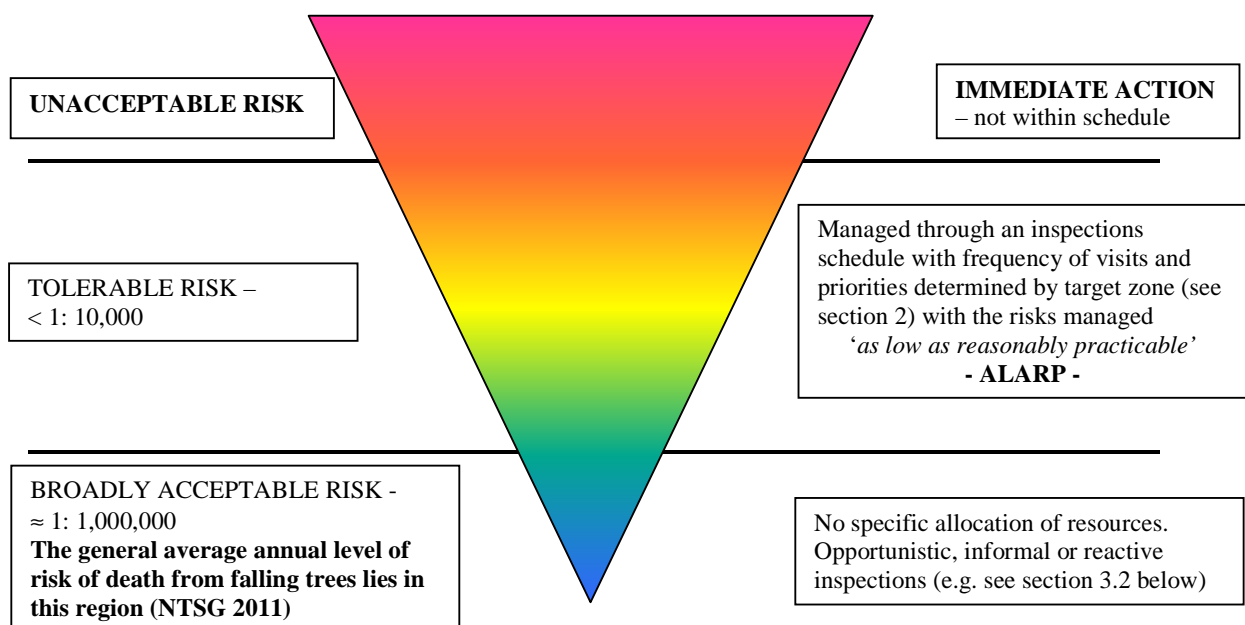 UNACCEPTABLE RISK
IMMEDIATE ACTION
– not within schedule
TOLERABLE RISK –
< 1: 10,000
Managed through an inspections
schedule with frequency of visits and
priorities determined by target zone (see
section 2) with the risks managed
‘as low as reasonably practicable’
- ALARP -
BROADLY ACCEPTABLE RISK -
≈ 1: 1,000,000
The general average annual level of
risk of death from falling trees lies in
this region (NTSG 2011)
No specific allocation of resources.
Opportunistic, informal or reactive
inspections (e.g. see section 3.2 below)